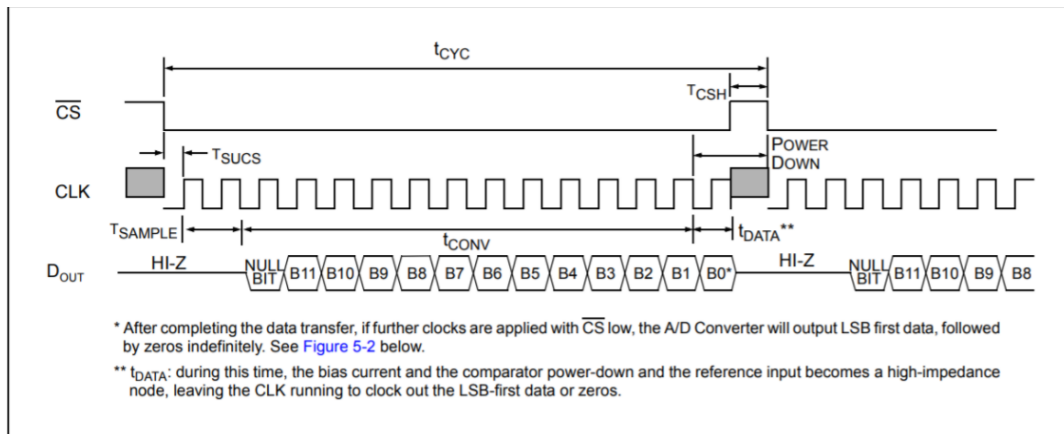 tCYC
TCSH
CS
POWER
DOWN
TSUCS
CLK
TSAMPLE
tCONV
tDATA**
DOUT
HI-Z
NULL
BIT
B11
B10
B9
B8
B7
B6
B5
B4
B3
B2
B1
B0*
HI-Z
NULL
BIT
B11
B10
B9
B8
* After completing the data transfer, if further clocks are applied with CS low, the A/D Converter will output LSB first data, followed
by zeros indefinitely. See Figure 5-2 below.
** tDATA: during this time, the bias current and the comparator power-down and the reference input becomes a high-impedance
node, leaving the CLK running to clock out the LSB-first data or zeros.